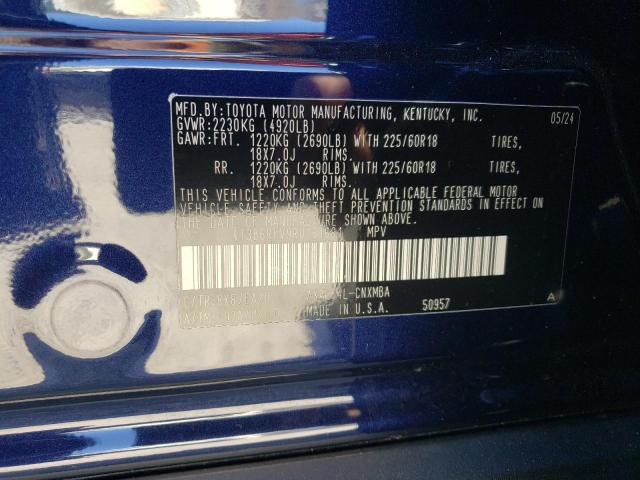 MFD.BY:TOYOTA MOTOR MANUFACTURING, KENTUCKY, INC. 05/24
GVWR:2230KG (4920LB)
GAWR:FRT. 1220KG (2690LB) WITH 225/60R18 TIRES,
18X7.0J RIMS.
RR. 1220KG (2690LB) WITH 225/60R18 TIRES,
18X7.0J RIMS.
THIS VEHICLE CONFORMS TO ALL APPLICABLE FEDERAL MOTOR
VEHICLE SAFETY AND THEFT PREVENTION STANDARDS IN EFFECT ON
THE DATE OF MANUFACTURE SHOWN ABOVE.
MPV
C/TR:
A/TM: MADE IN U.S.A. 50957 A